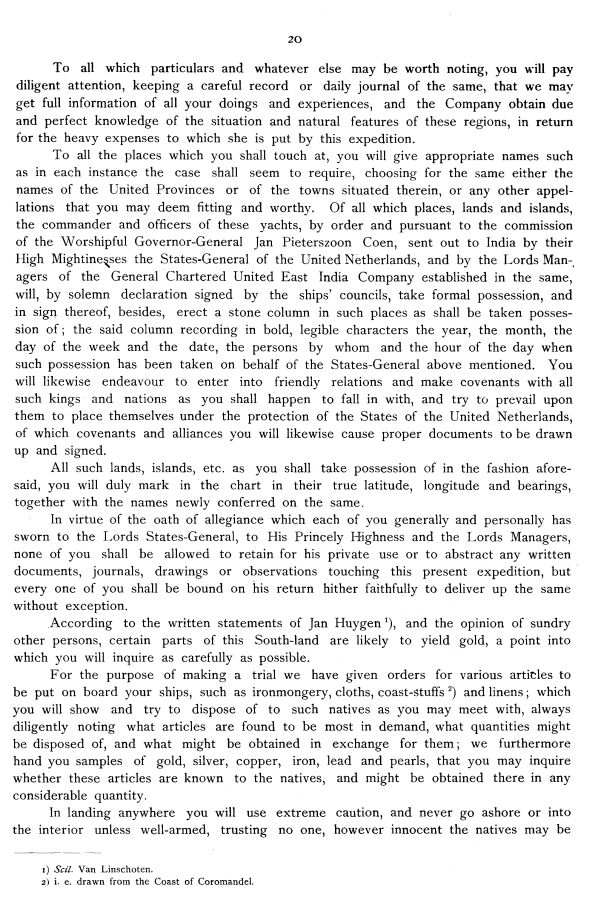 20
To all which particulars and whatever else may be worth noting, you will pay
diligent attention, keeping a careful record or daily journal of the same, that we may
get full information of all your doings and experiences, and the Company obtain due
and perfect knowledge of the situation and natural features of these regions, in return
for the heavy expenses to which she is put by this expedition.
To all the places which you shall touch at, you will give appropriate names such
as in each instance the case shall seem to require, choosing for the same either the
names of the United Provinces or of the towns situated therein, or any other appel-
lations that you may deem fitting and worthy. Of all which places, lands and islands,
the commander and officers of these yachts, by order and pursuant to the commission
of the Worshipful Governor-General Jan Pieterszoon Coen, sent out to India by their
High Mightinesses the States-General of the United Netherlands, and by the Lords Man-
agers of the General Chartered United East India Company established in the same,
will, by solemn declaration signed by the ships' councils, take formal possession, and
in sign thereof, besides, erect a stone column in such places as shall be taken posses-
sion of; the said column recording in bold, legible characters the year, the month, the
day of the week and the date, the persons by whom and the hour of the day when
such possession has been taken on behalf of the States-General above mentioned. You
will likewise endeavour to enter into friendly relations and make covenants with all
such kings and nations as you shall happen to fall in with, and try to prevail upon
them to place themselves under the protection of the States of the United Netherlands,
of which covenants and alliances you will likewise cause proper documents to be drawn
up and signed.
All such lands, islands, etc. as you shall take possession of in the fashion afore-
said, you will duly mark in the chart in their true latitude, longitude and bearings,
together with the names newly conferred on the same.
In virtue of the oath of allegiance which each of you generally and personally has
sworn to the Lords States-General, to His Princely Highness and the Lords Managers,
none of you shall be allowed to retain for his private use or to abstract any written
documents, journals, drawings or observations touching this present expedition, but
every one of you shall be bound on his return hither faithfully to deliver up the same
without exception.
According to the written statements of Jan Huygen ¹), and the opinion of sundry
other persons, certain parts of this South-land are likely to yield gold, a point into
which you will inquire as carefully as possible.
For the purpose of making a trial we have given orders for various articles to
be put on board your ships, such as ironmongery, cloths, coast-stuffs ²) and linens; which
you will show and try to dispose of to such natives as you may meet with, always
diligently noting what articles are found to be most in demand, what quantities might
be disposed of, and what might be obtained in exchange for them; we furthermore
hand you samples of gold, silver, copper, iron, lead and pearls, that you may inquire
whether these articles are known to the natives, and might be obtained there in any
considerable quantity.
In landing anywhere you will use extreme caution, and never go ashore or into
the interior unless well-armed, trusting no one, however innocent the natives may be
1) Scil. Van Linschoten.
2) i. e. drawn from the Coast of Coromandel.